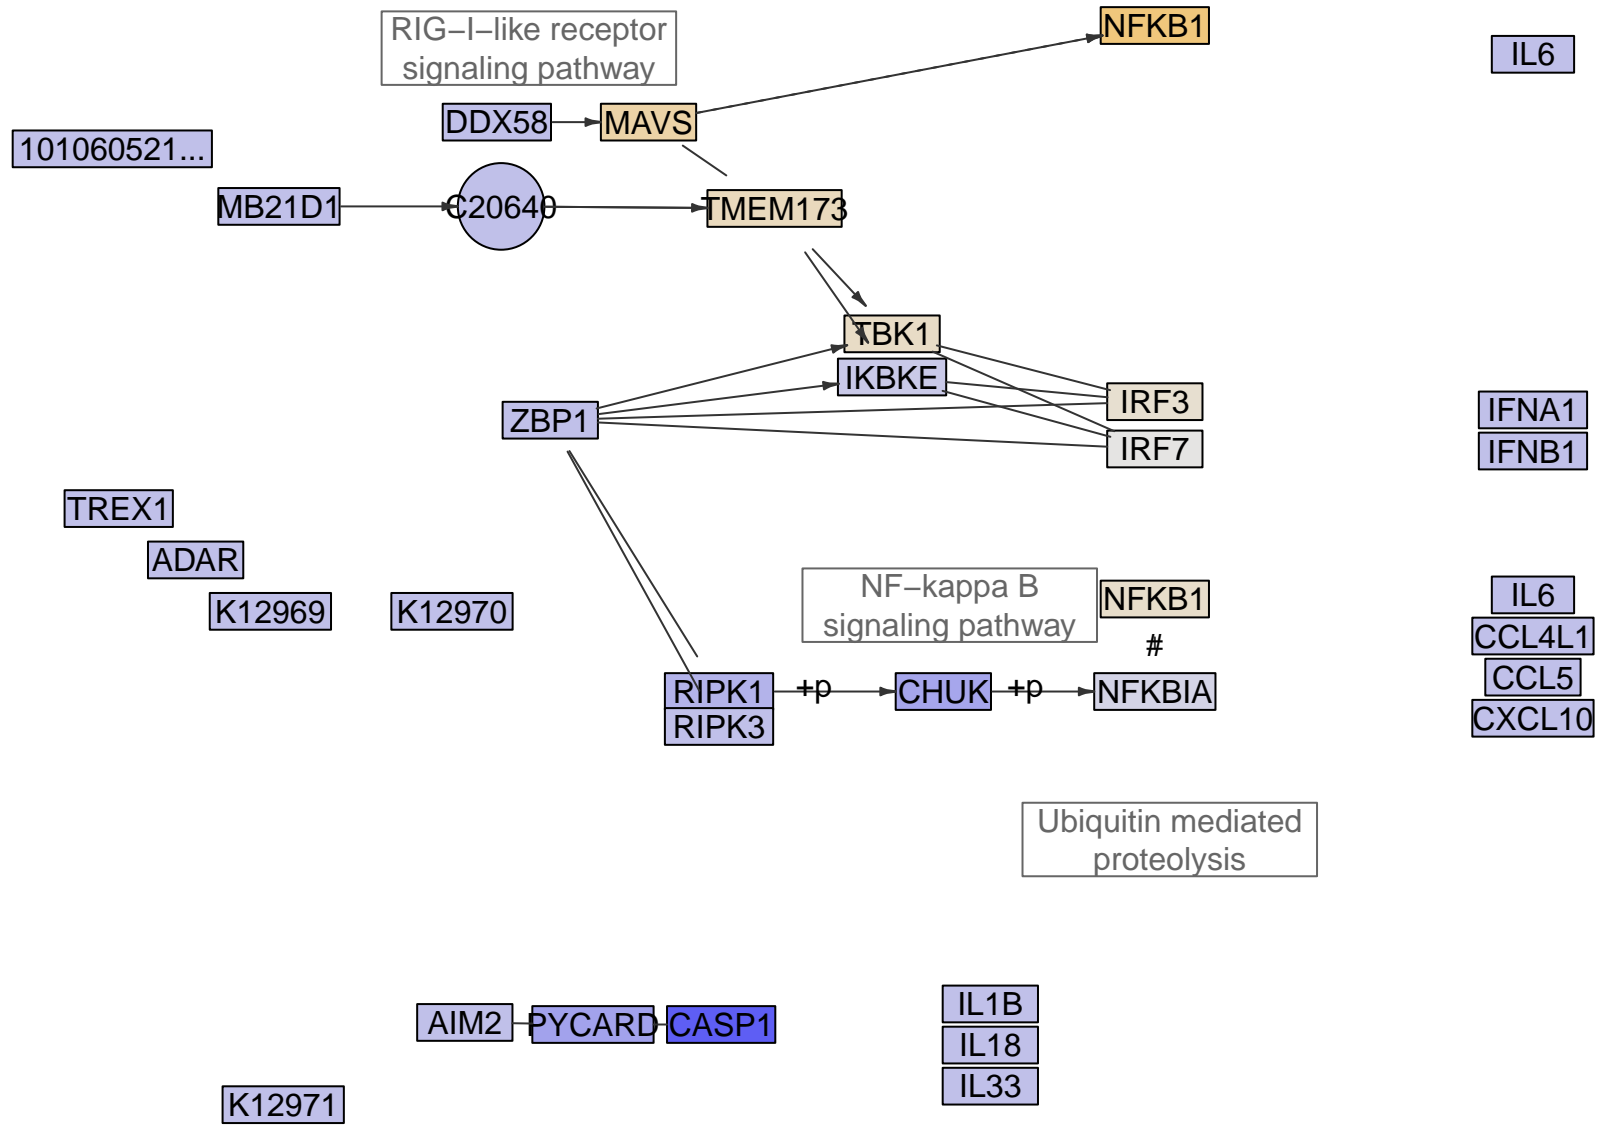 RIG−I−like receptor
signaling pathway
NFKB1
IL6
DDX58
MAVS
101060521...
MB21D1
C20640
TMEM173
TBK1
IKBKE
ZBP1
IRF3
IRF7
IFNA1
IFNB1
TREX1
ADAR
K12969
K12970
NF−kappa B
signaling pathway
NFKB1
#
IL6
CCL4L1
CCL5
CXCL10
RIPK1
+p
CHUK
+p
NFKBIA
RIPK3
Ubiquitin mediated
proteolysis
AIM2
PYCARD
CASP1
IL1B
IL18
IL33
K12971